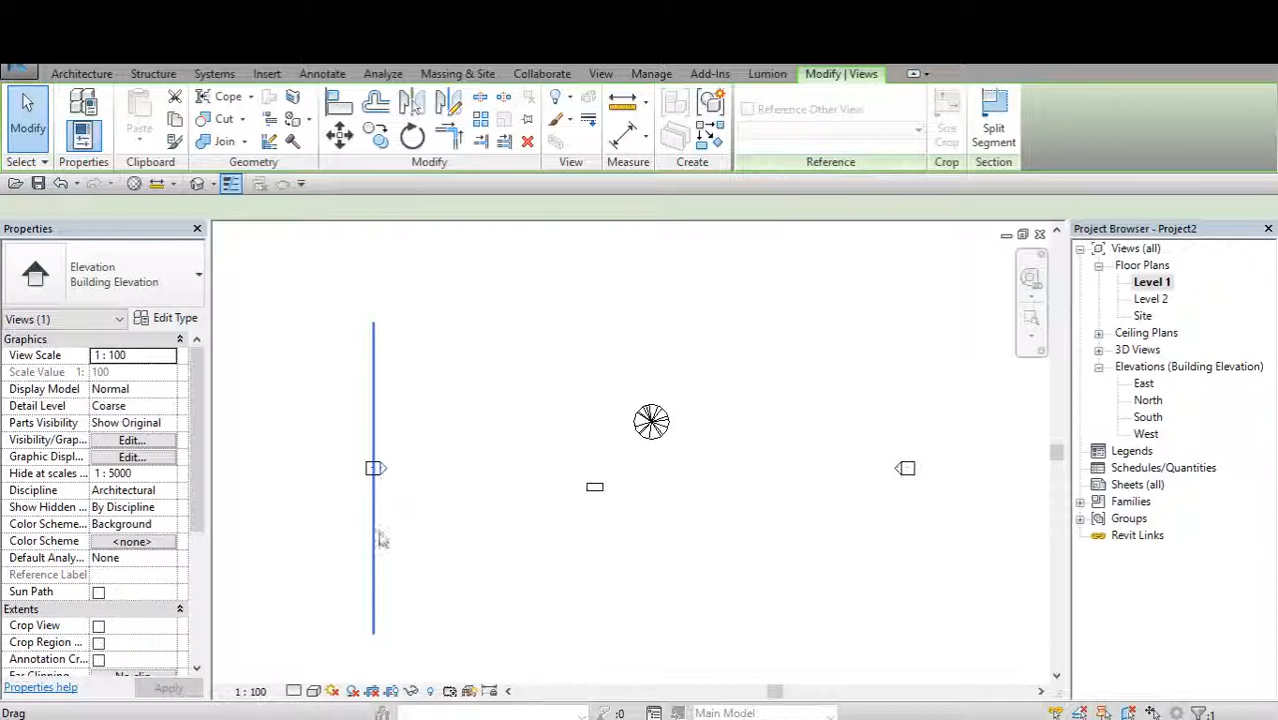 Architecture Structure Systems Insert Annotate Analyze Massing & Site Collaborate View Manage Add-Ins Lumion Modify | Views
Modify Paste Cope Cut Join Reference Other View Size Crop Split Segment
Select Properties Clipboard Geometry Modify View Measure Create Reference Crop Section
Properties
Elevation
Building Elevation
Views (1) Edit Type
Graphics
View Scale 1 : 100
Scale Value 1: 100
Display Model Normal
Detail Level Coarse
Parts Visibility Show Original
Visibility/Grap... Edit...
Graphic Displ... Edit...
Hide at scales ... 1 : 5000
Discipline Architectural
Show Hidden ... By Discipline
Color Scheme... Background
Color Scheme <none>
Default Analy... None
Reference Label
Sun Path
Extents
Crop View
Crop Region ...
Annotation Cr...
Far Clipping No clip
Properties help Apply
Drag
1 : 100
:0 Main Model :1
Project Browser - Project2
Views (all)
Floor Plans
Level 1
Level 2
Site
Ceiling Plans
3D Views
Elevations (Building Elevation)
East
North
South
West
Legends
Schedules/Quantities
Sheets (all)
Families
Groups
Revit Links